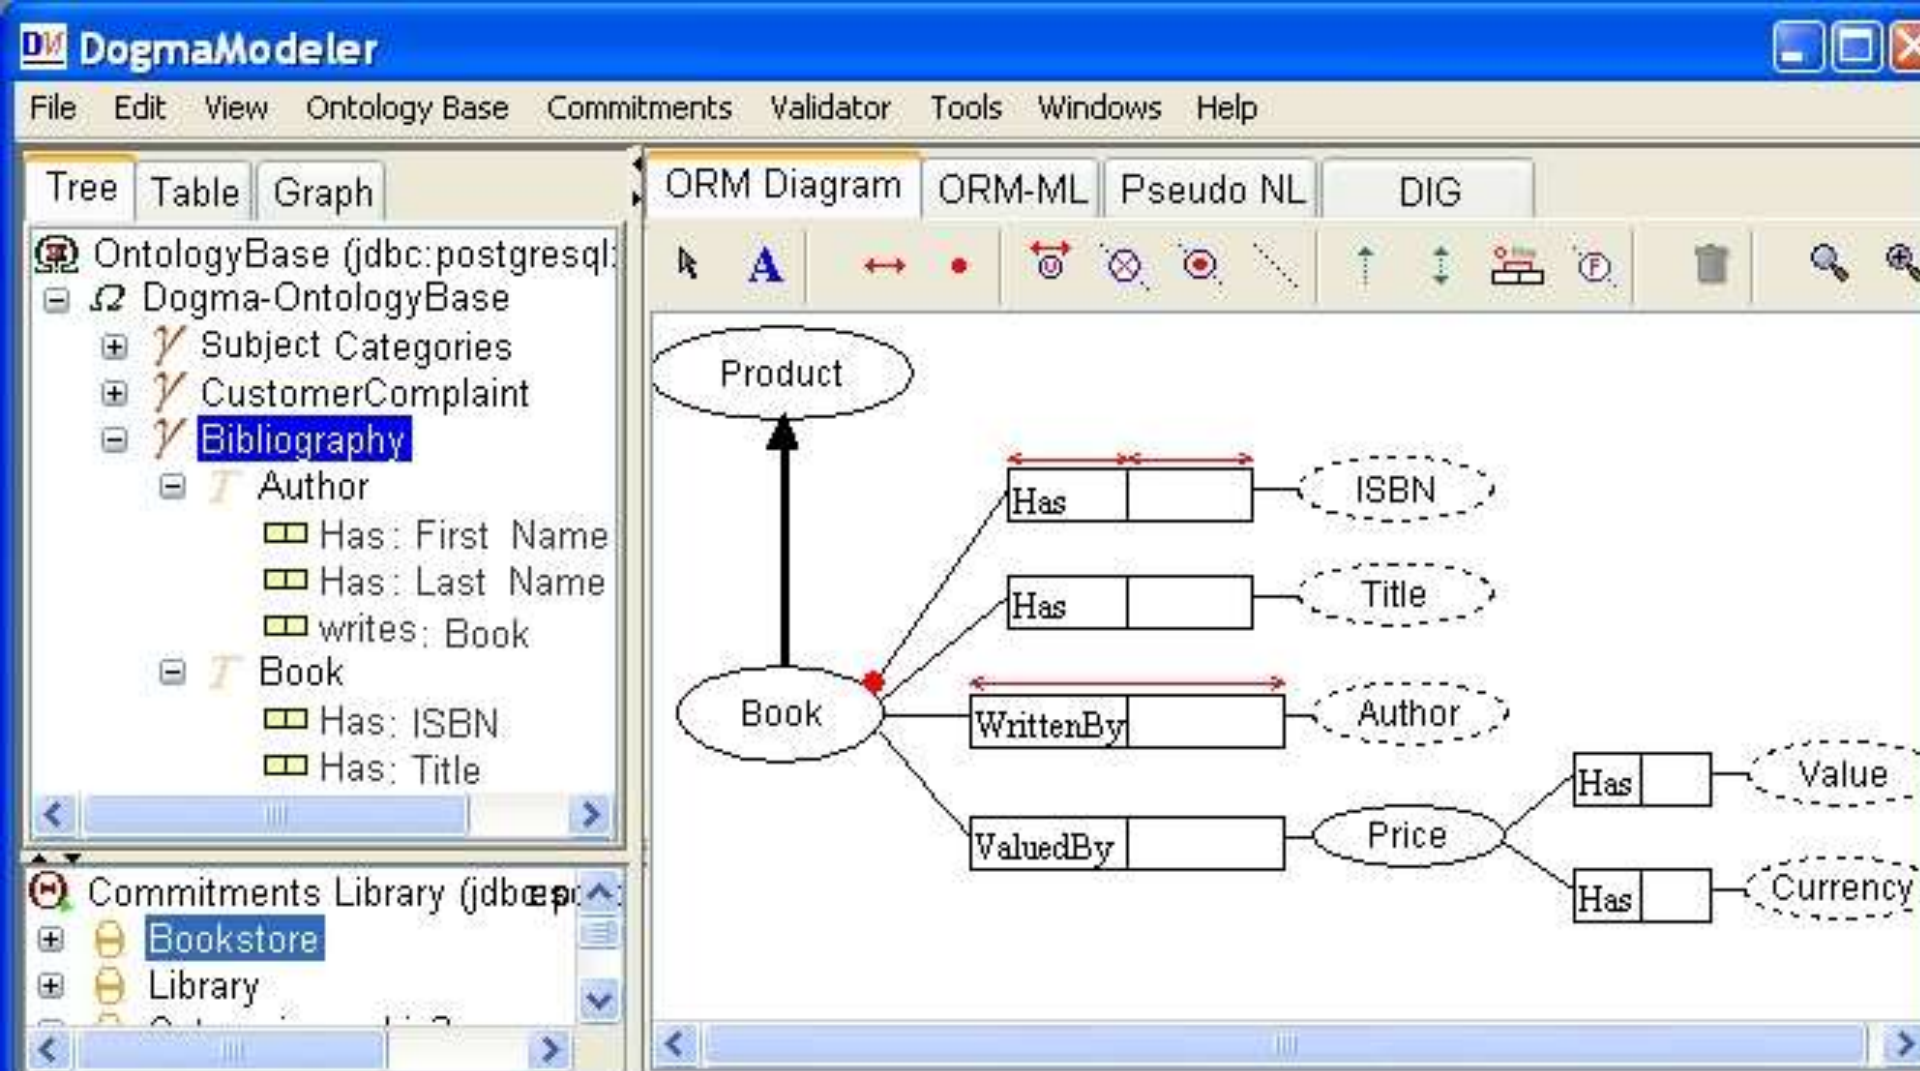 DogmaModeler
File Edit View Ontology Base Commitments Validator Tools Windows Help
Tree Table Graph
OntologyBase (jdbc:postgresql:
Dogma-OntologyBase
Subject Categories
CustomerComplaint
Bibliography
Author
Has: First Name
Has: Last Name
writes: Book
Book
Has: ISBN
Has: Title
Commitments Library
Bookstore
Library
ORM Diagram ORM-ML Pseudo NL DIG
A U F
Product
Has ISBN
Has Title
Book WrittenBy Author
ValuedBy Price
Has Value
Has Currency